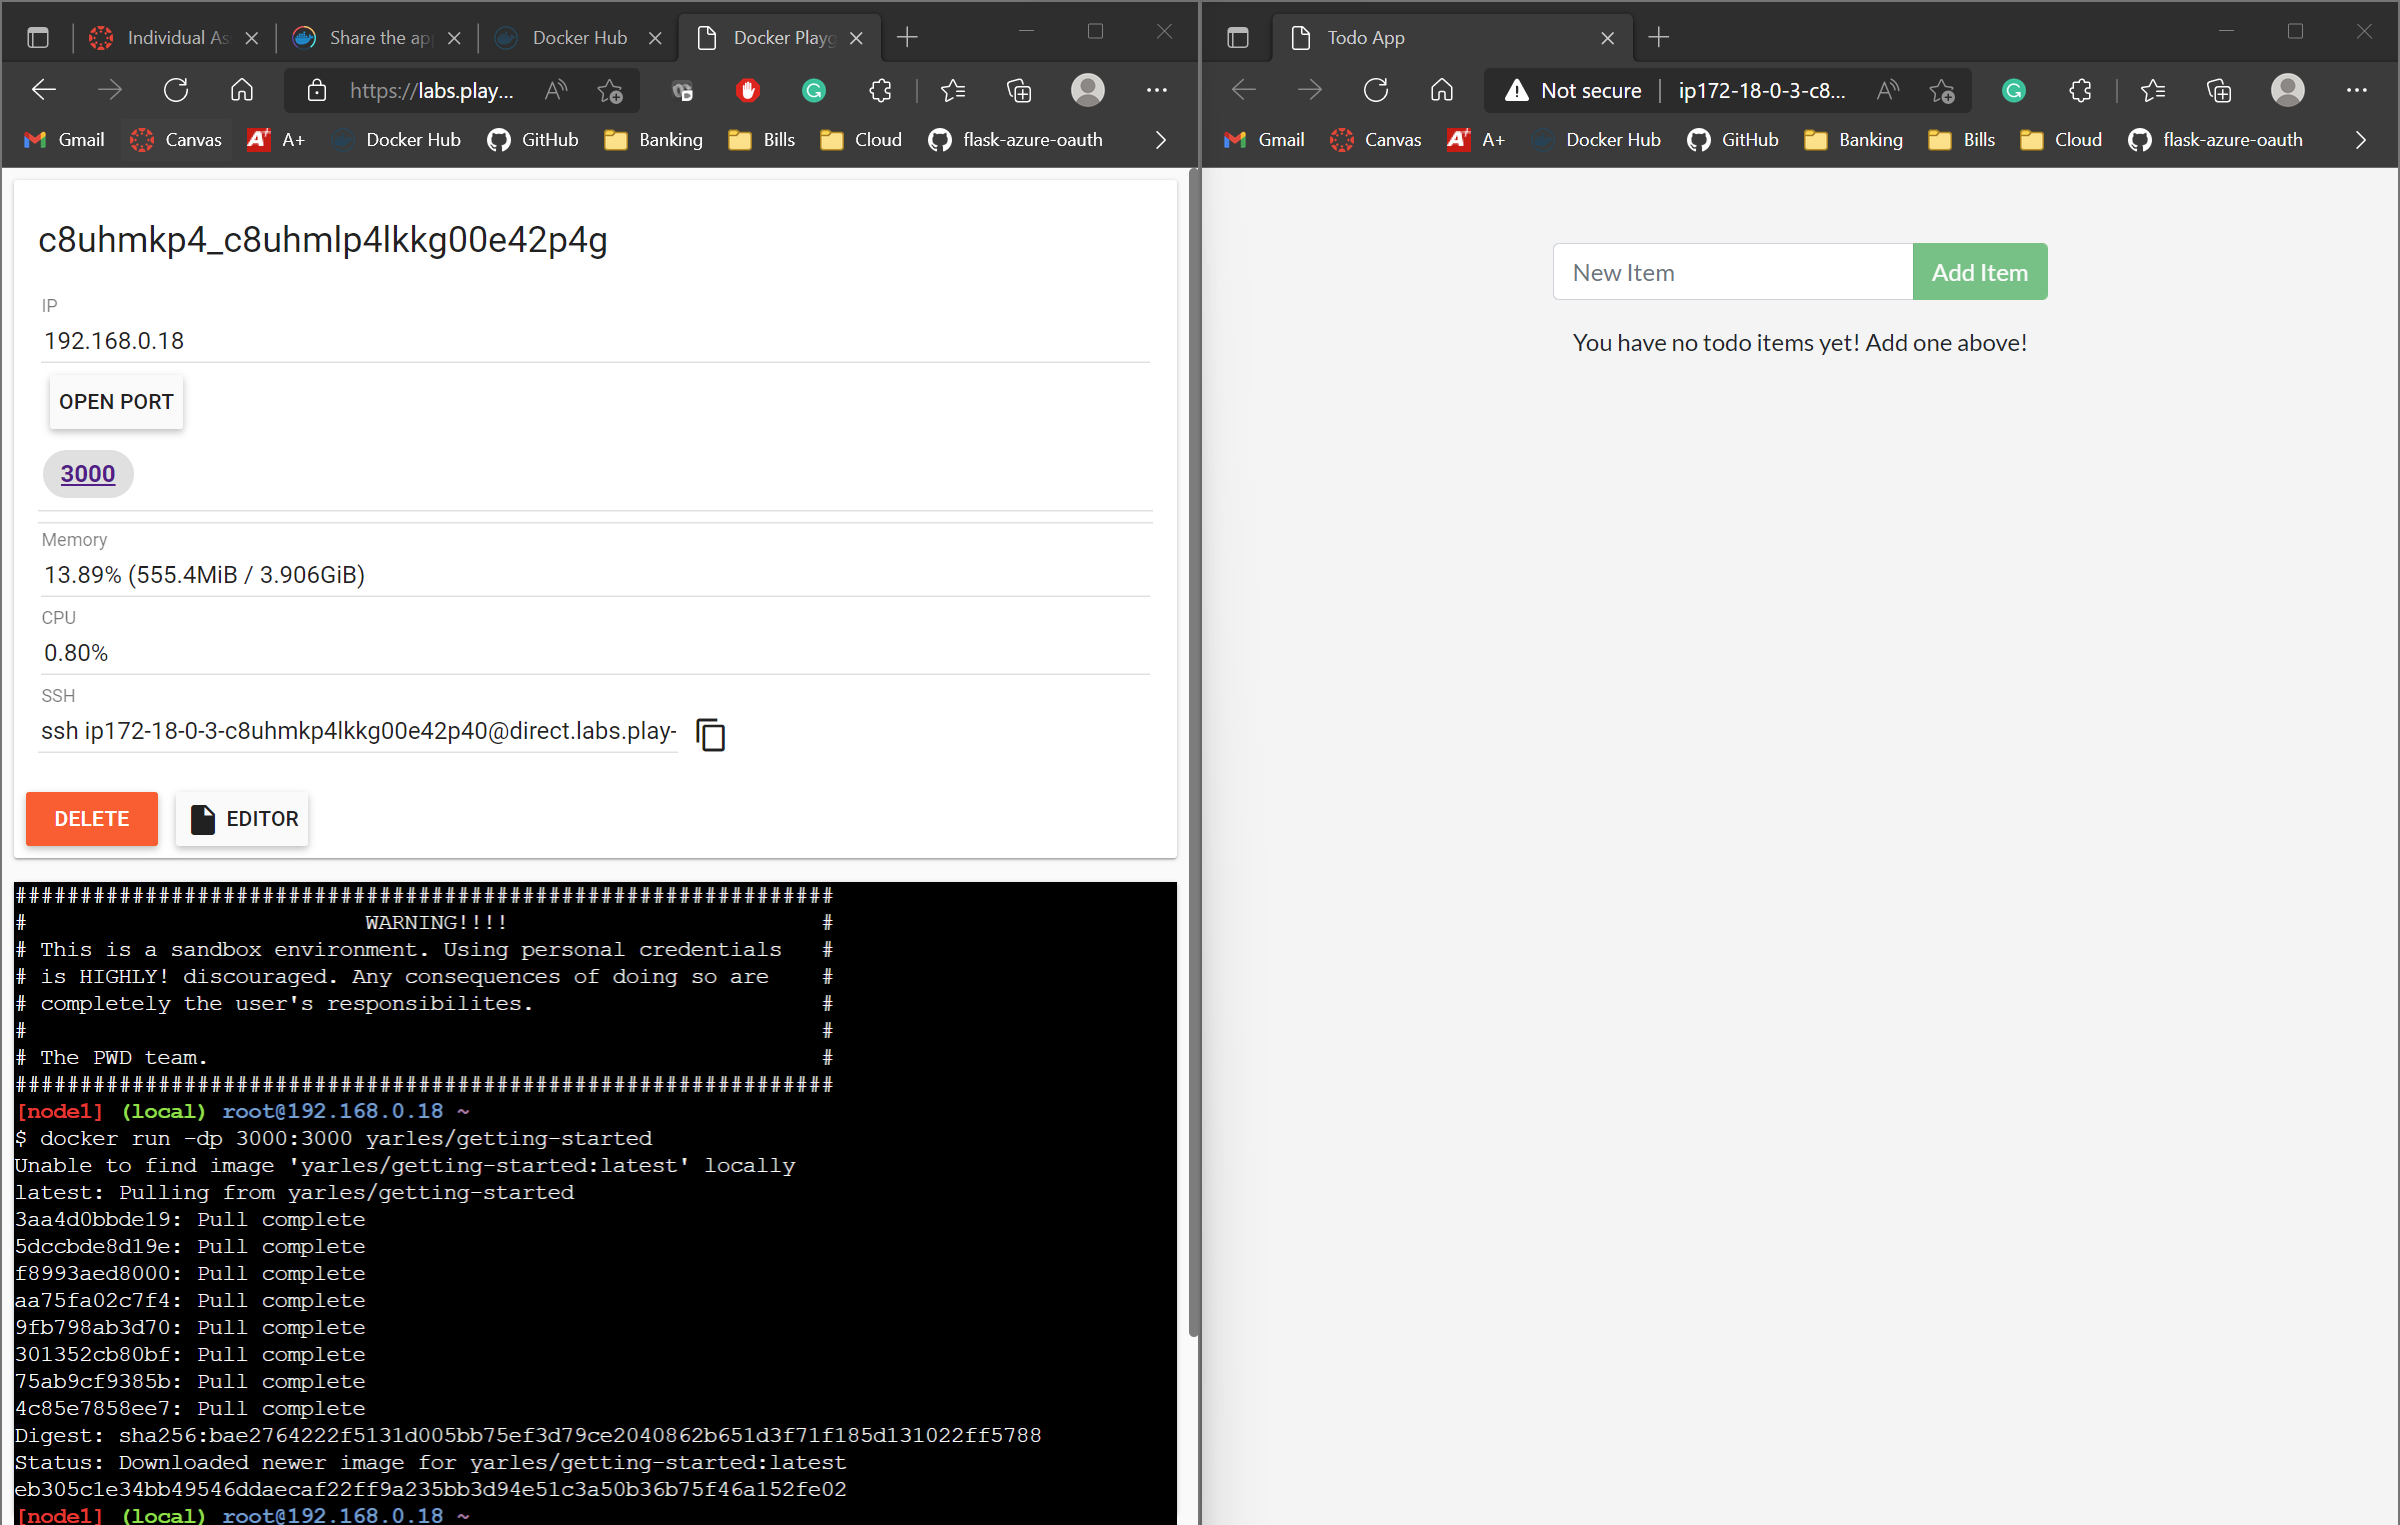 Individual As
Share the ap
Docker Hub
Docker Playg
https://labs.play...
Gmail
Canvas
A+
Docker Hub
GitHub
Banking
Bills
Cloud
flask-azure-oauth
c8uhmkp4_c8uhmlp4lkkg00e42p4g
IP
192.168.0.18
OPEN PORT
3000
Memory
13.89% (555.4MiB / 3.906GiB)
CPU
0.80%
SSH
ssh ip172-18-0-3-c8uhmkp4lkkg00e42p40@direct.labs.play-
DELETE
EDITOR
###############################################################
#                          WARNING!!!!                        #
# This is a sandbox environment. Using personal credentials   #
# is HIGHLY! discouraged. Any consequences of doing so are    #
# completely the user's responsibilites.                      #
#                                                             #
# The PWD team.                                               #
###############################################################
[node1] (local) root@192.168.0.18 ~
$ docker run -dp 3000:3000 yarles/getting-started
Unable to find image 'yarles/getting-started:latest' locally
latest: Pulling from yarles/getting-started
3aa4d0bbde19: Pull complete
5dccbde8d19e: Pull complete
f8993aed8000: Pull complete
aa75fa02c7f4: Pull complete
9fb798ab3d70: Pull complete
301352cb80bf: Pull complete
75ab9cf9385b: Pull complete
4c85e7858ee7: Pull complete
Digest: sha256:bae2764222f5131d005bb75ef3d79ce2040862b651d3f71f185d131022ff5788
Status: Downloaded newer image for yarles/getting-started:latest
eb305c1e34bb49546ddaecaf22ff9a235bb3d94e51c3a50b36b75f46a152fe02
[node1] (local) root@192.168.0.18 ~
Todo App
Not secure
ip172-18-0-3-c8...
Gmail
Canvas
A+
Docker Hub
GitHub
Banking
Bills
Cloud
flask-azure-oauth
New Item
Add Item
You have no todo items yet! Add one above!